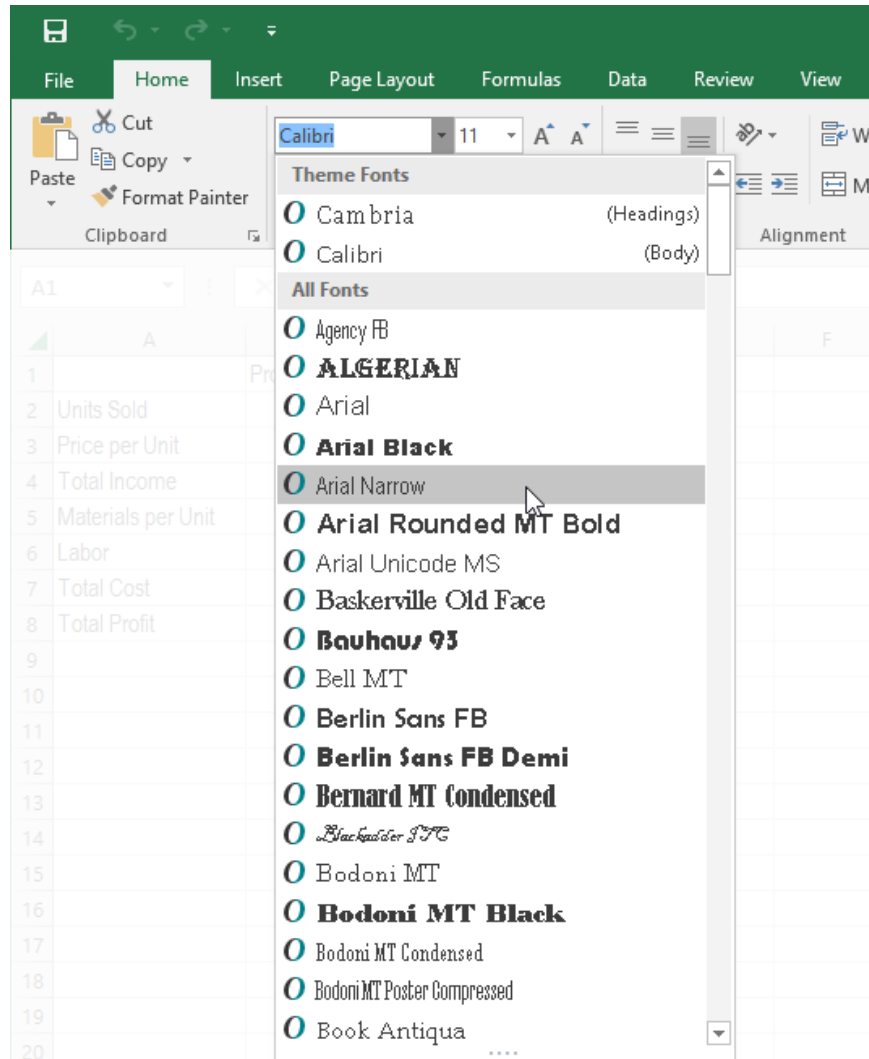 File Home Insert Page Layout Formulas Data Review View
Cut
Copy
Paste
Format Painter
Clipboard
Calibri 11 A A
W
M
Alignment
Theme Fonts
Cambria (Headings)
Calibri (Body)
All Fonts
Agency FB
ALGERIAN
Arial
Arial Black
Arial Narrow
Arial Rounded MT Bold
Arial Unicode MS
Baskerville Old Face
Bauhaus 93
Bell MT
Berlin Sans FB
Berlin Sans FB Demi
Bernard MT Condensed
Blackadder ITC
Bodoni MT
Bodoni MT Black
Bodoni MT Condensed
Bodoni MT Poster Compressed
Book Antiqua
A1
A F
1 Pro
2 Units Sold
3 Price per Unit
4 Total Income
5 Materials per Unit
6 Labor
7 Total Cost
8 Total Profit
9
10
11
12
13
14
15
16
17
18
19
20